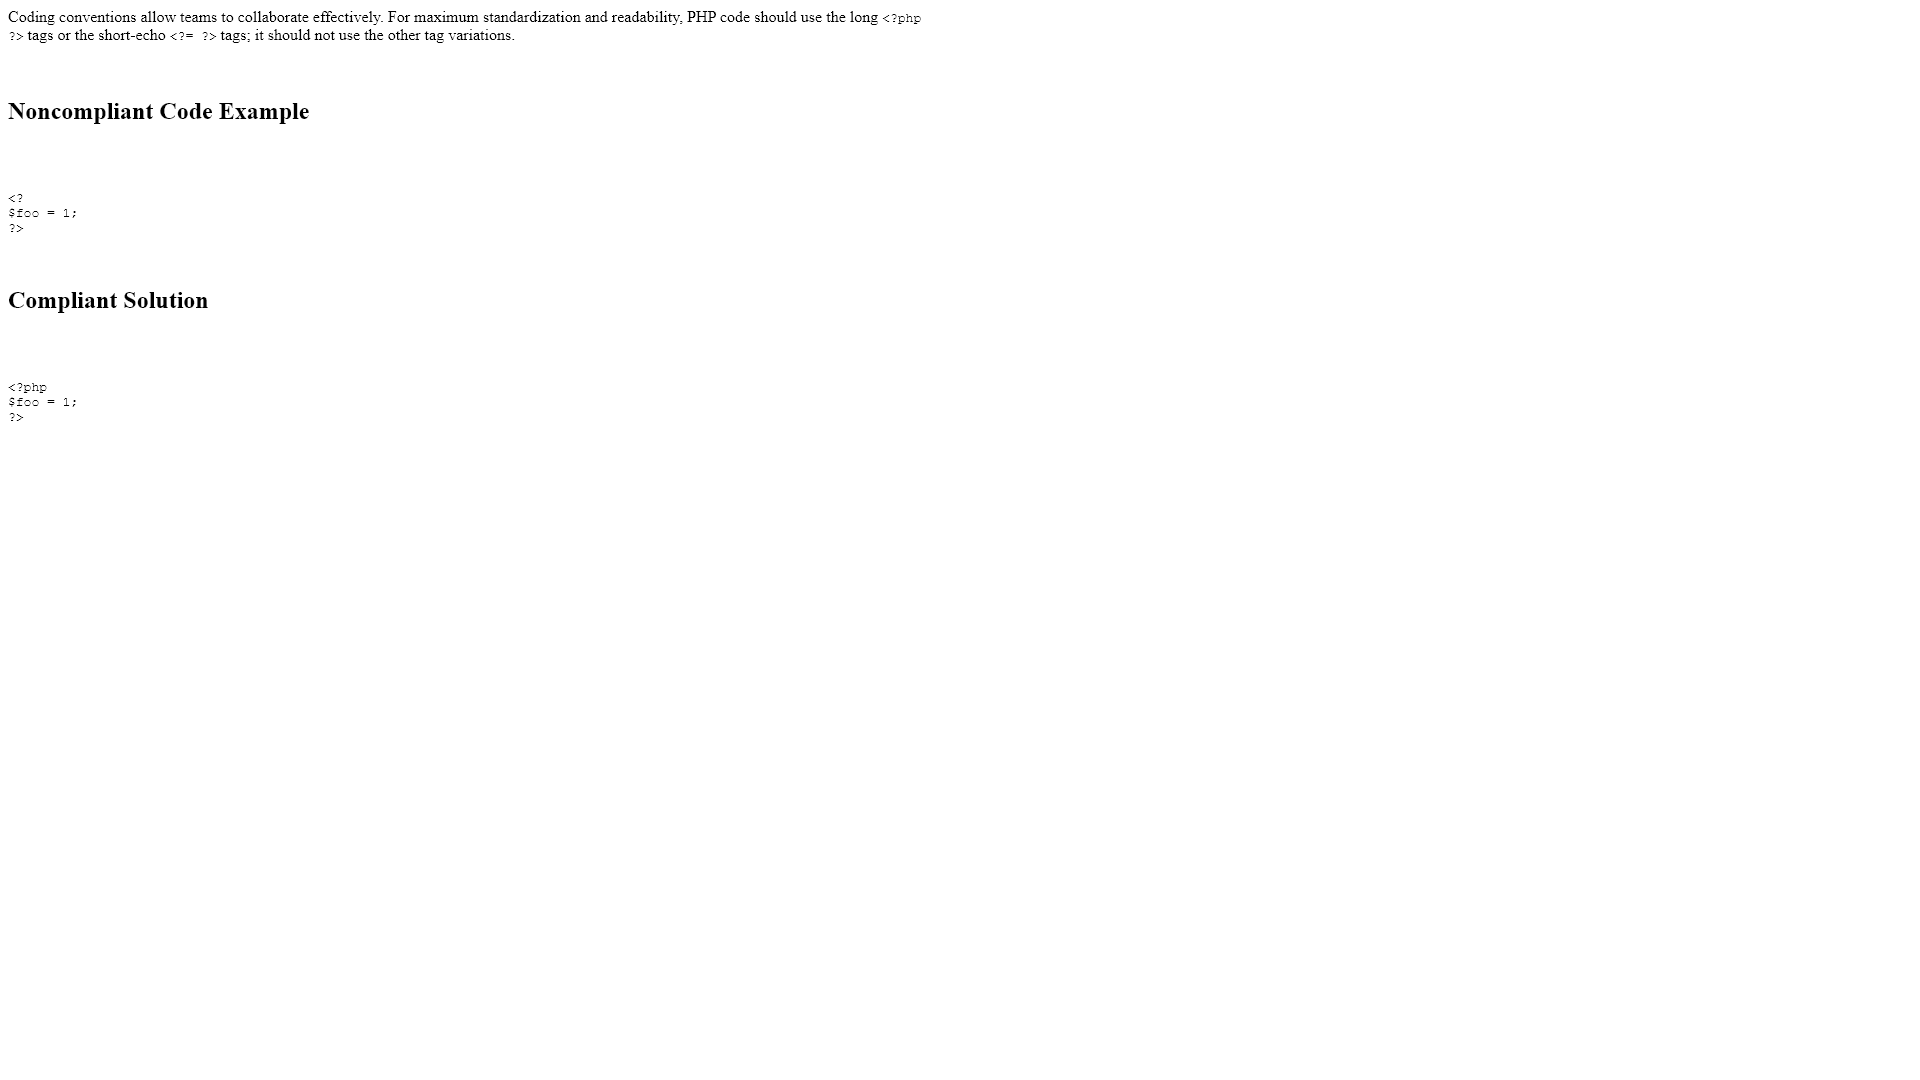 Coding conventions allow teams to collaborate effectively. For maximum standardization and readability, PHP code should use the long <?php
?> tags or the short-echo <?= ?> tags; it should not use the other tag variations.
Noncompliant Code Example
<?
$foo = 1;
?>
Compliant Solution
<?php
$foo = 1;
?>